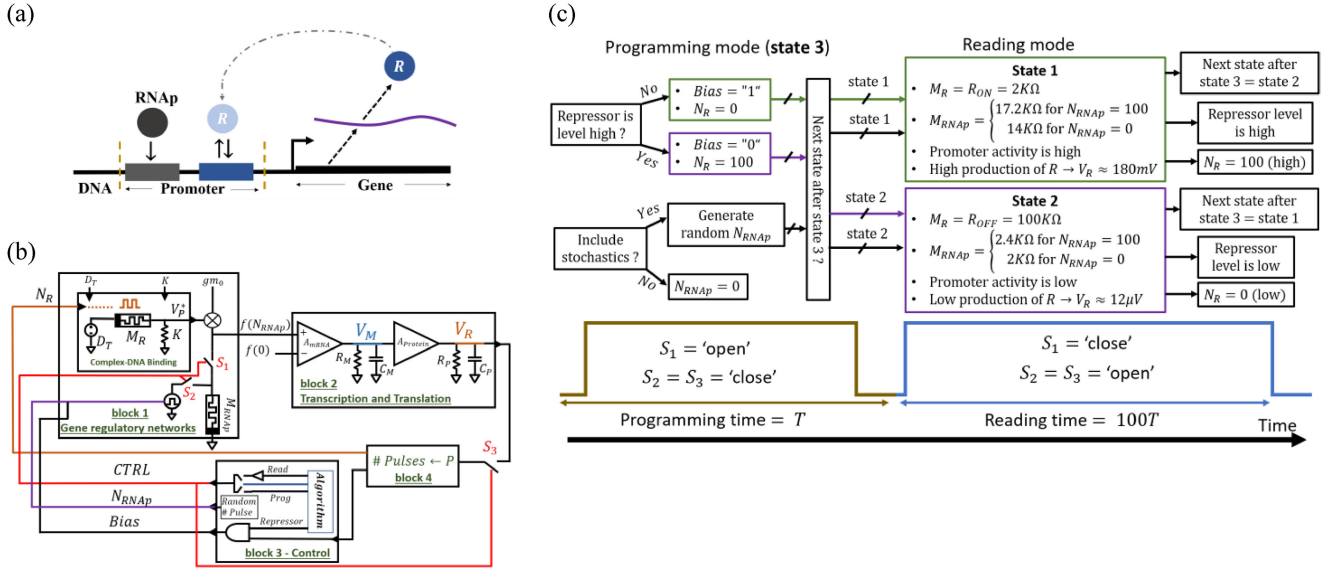 (a)
RNAp
R
R
DNA
Promoter
Gene
(b)
D_T
K
gm_0
N_R
V_P^+
M_R
K
D_T
Complex-DNA Binding
S_1
S_2
M_RNAp
block 1
Gene regulatory networks
f(N_RNAp)
f(0)
+
−
A_mRNA
V_M
A_Protein
V_R
R_M
C_M
R_P
C_P
block 2
Transcription and Translation
S_3
# Pulses ← P
block 4
CTRL
N_RNAp
Bias
Read
Prog
Random
# Pulse
Repressor
Algorithm
block 3 - Control
(c)
Programming mode (state 3)
Reading mode
Repressor is
level high ?
No
Yes
• Bias = "1"
• N_R = 0
• Bias = "0"
• N_R = 100
Include
stochastics ?
Yes
No
Generate
random N_RNAp
N_RNAp = 0
Next state after state 3 ?
state 1
state 1
state 2
state 2
State 1
• M_R = R_ON = 2KΩ
• M_RNAp = { 17.2KΩ for N_RNAp = 100
14KΩ for N_RNAp = 0
• Promoter activity is high
• High production of R → V_R ≈ 180mV
Next state after
state 3 = state 2
Repressor level
is high
N_R = 100 (high)
State 2
• M_R = R_OFF = 100KΩ
• M_RNAp = { 2.4KΩ for N_RNAp = 100
2KΩ for N_RNAp = 0
• Promoter activity is low
• Low production of R → V_R ≈ 12μV
Next state after
state 3 = state 1
Repressor
level is low
N_R = 0 (low)
S_1 = 'open'
S_2 = S_3 = 'close'
S_1 = 'close'
S_2 = S_3 = 'open'
Programming time = T
Reading time = 100T
Time